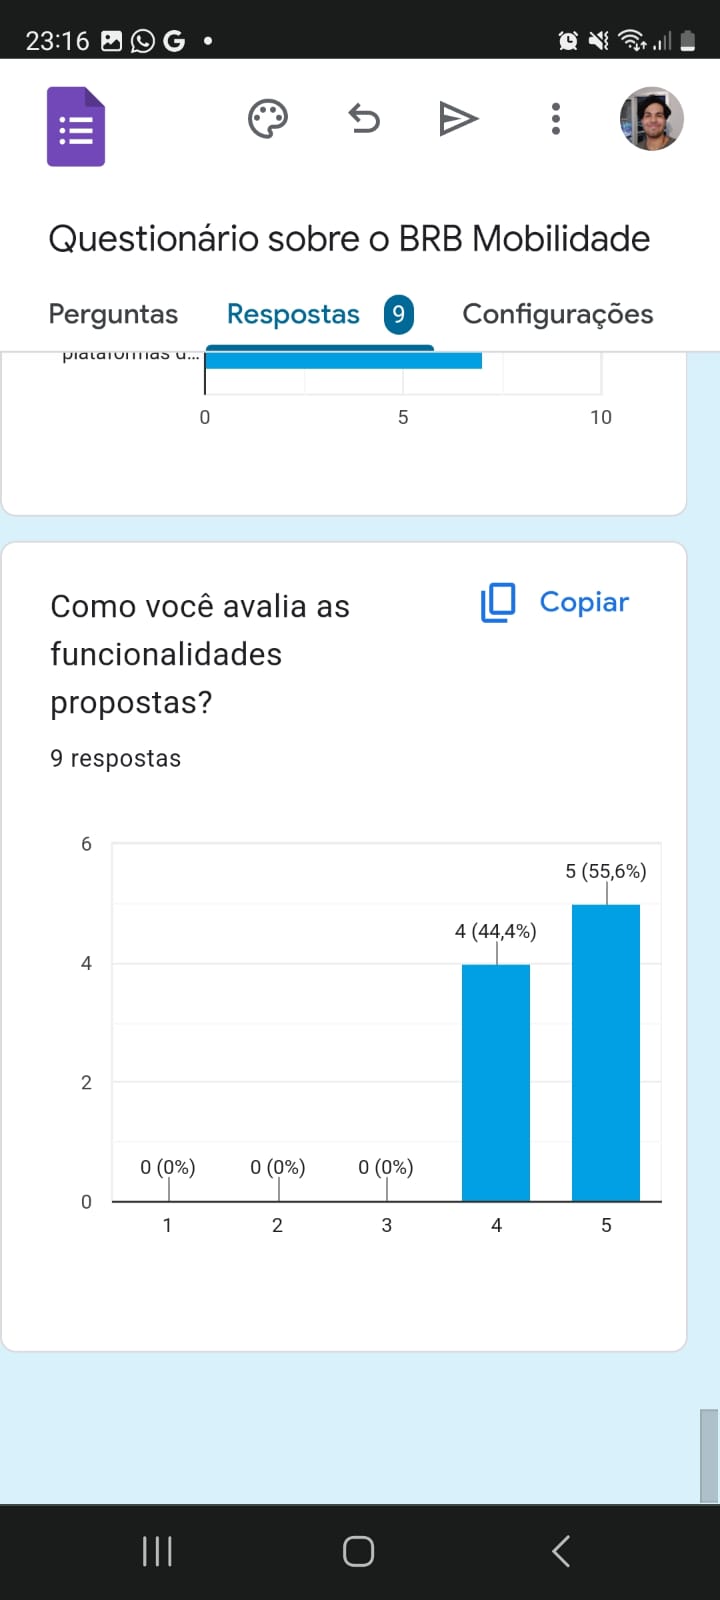 23:16
Questionário sobre o BRB Mobilidade
Perguntas Respostas 9 Configurações
plataformas d...
0 5 10
Como você avalia as
funcionalidades
propostas?
Copiar
9 respostas
6
5 (55,6%)
4 (44,4%)
4
2
0 (0%) 0 (0%) 0 (0%)
0
1 2 3 4 5